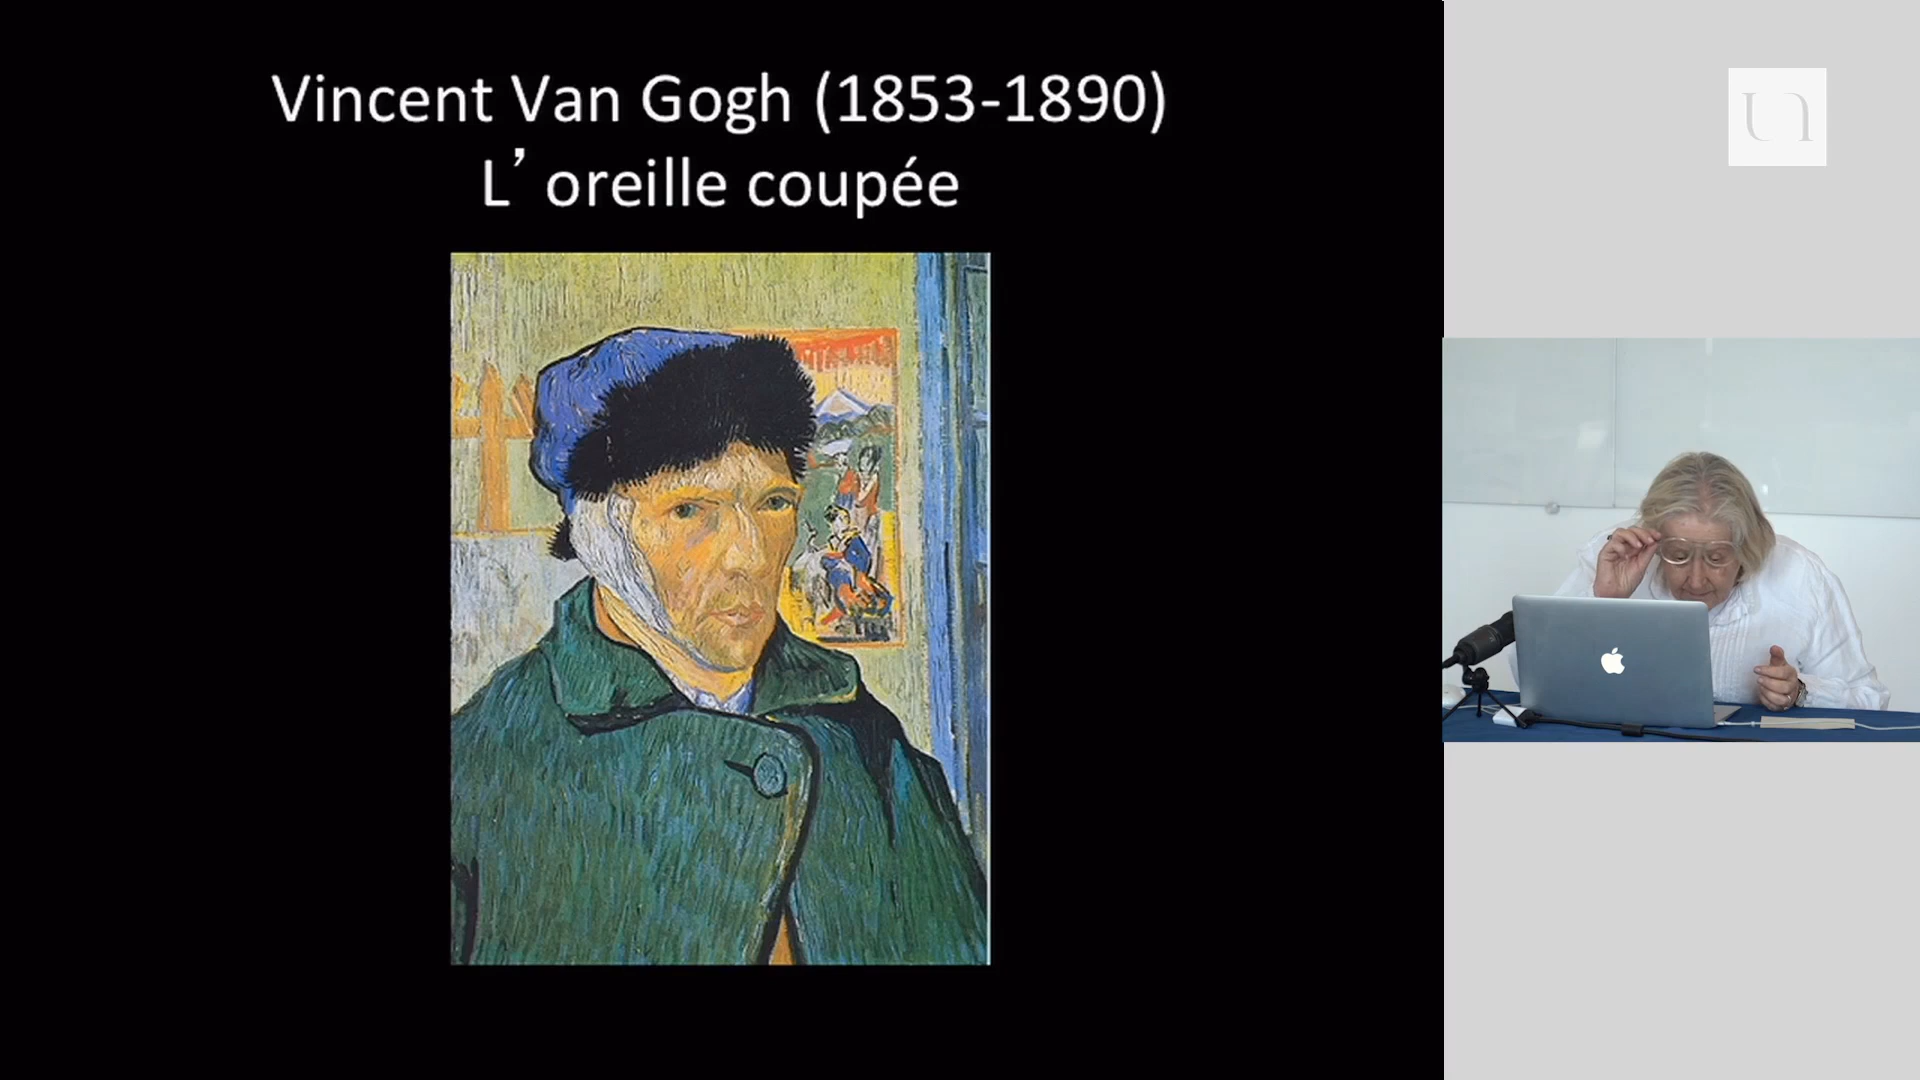 Vincent Van Gogh (1853-1890)
L’ oreille coupée